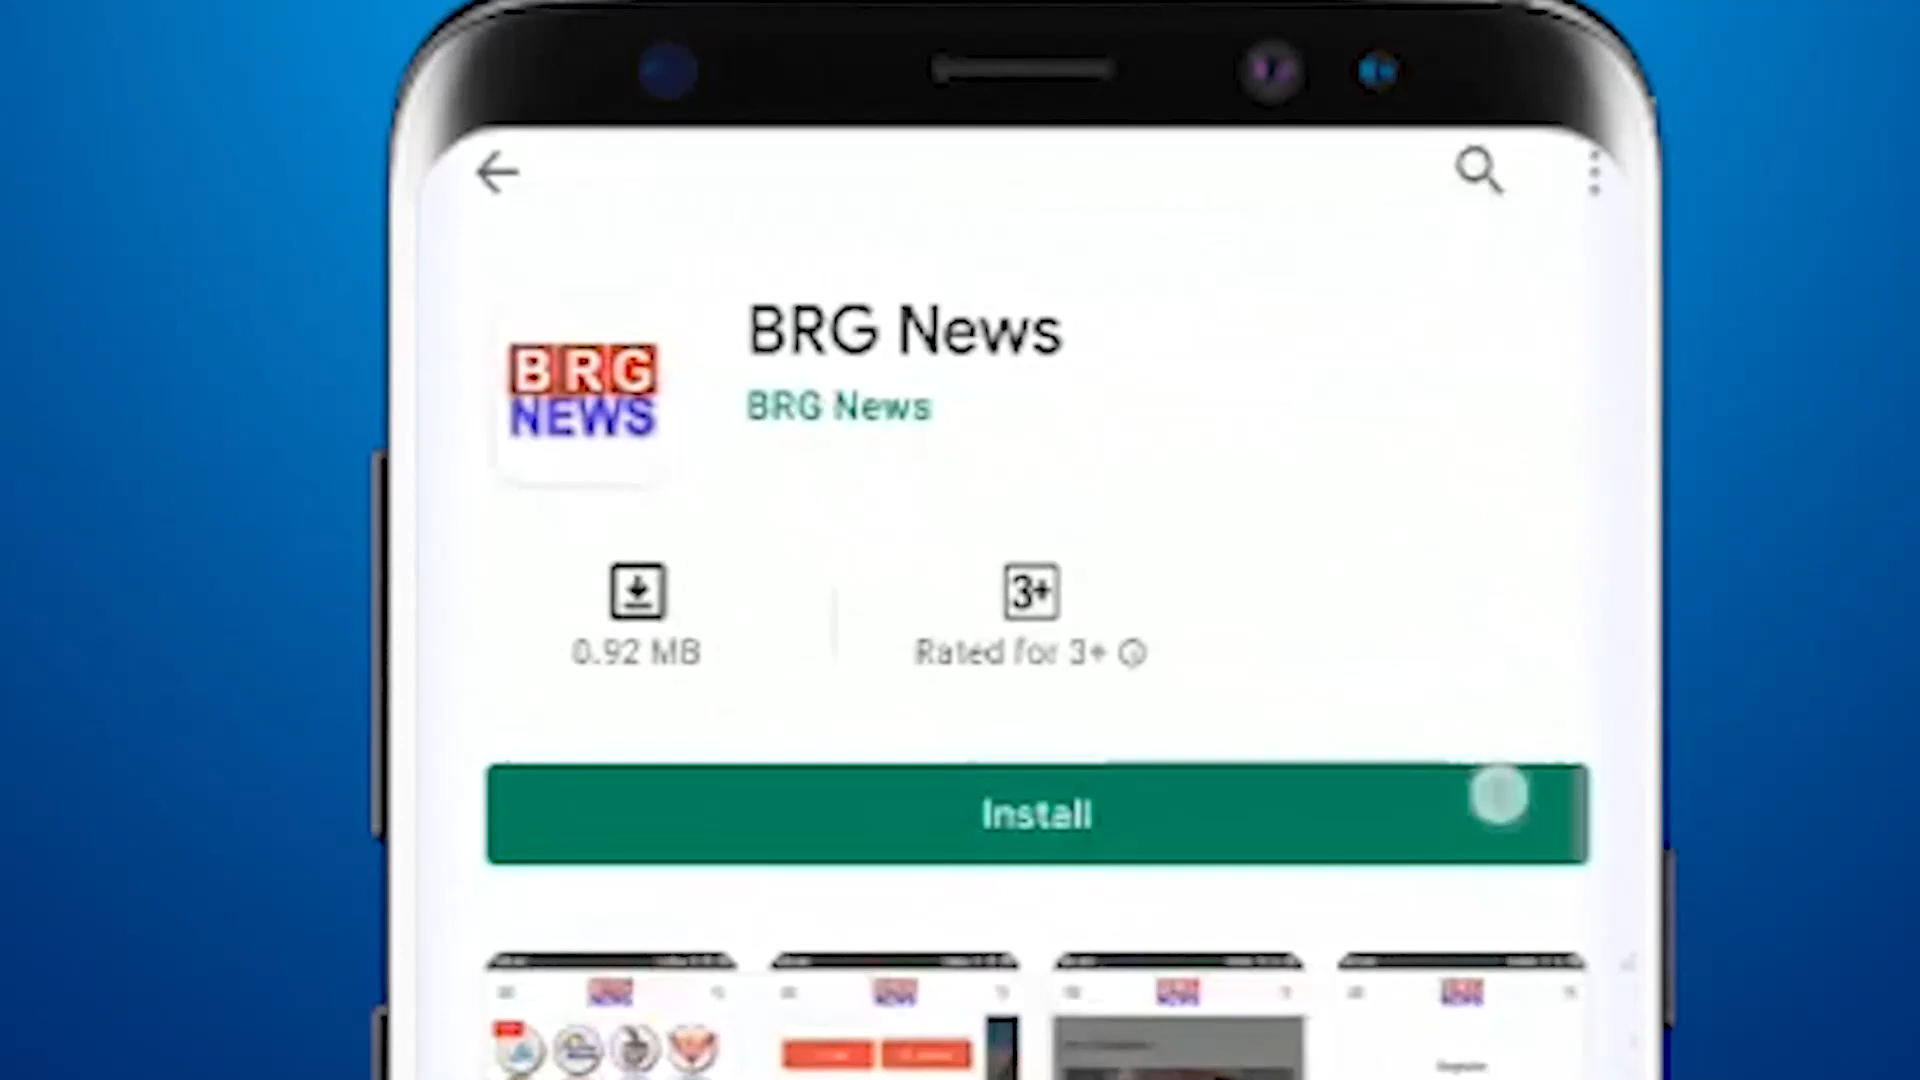 BRG News
BRG
NEWS
BRG News
3+
0.92 MB
Rated for 3+
Install